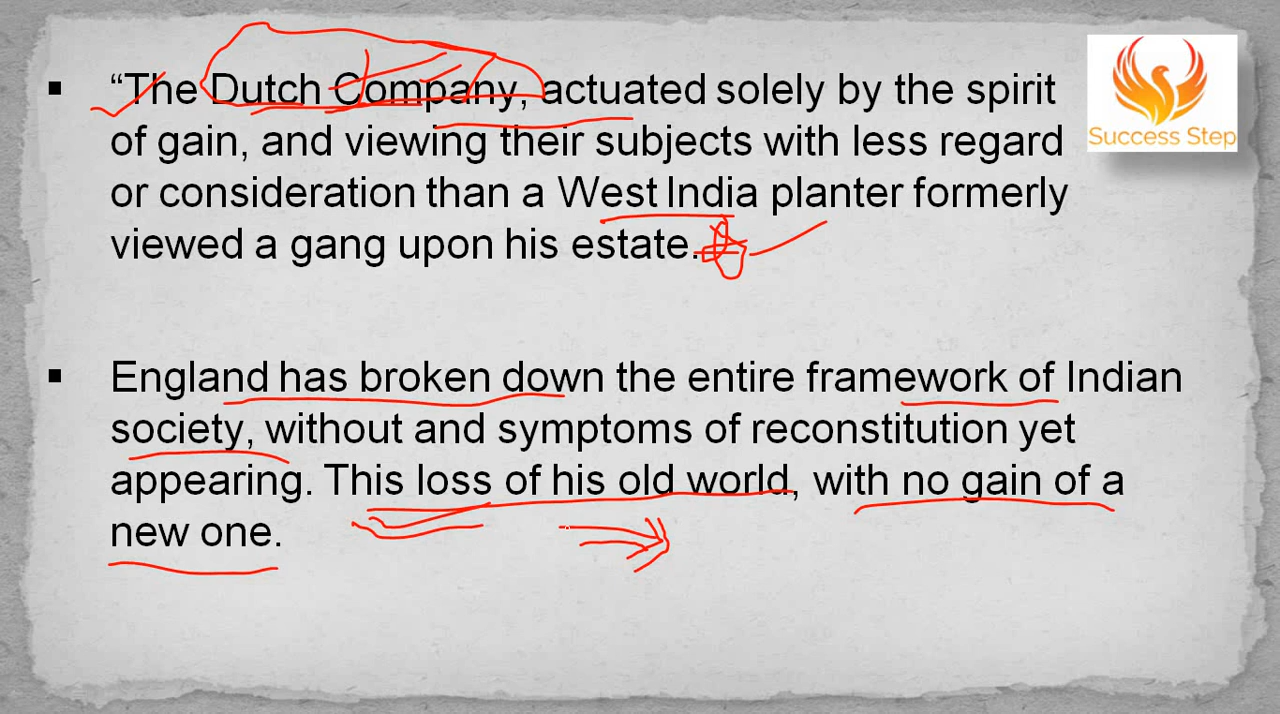 “The Dutch Company, actuated solely by the spirit
of gain, and viewing their subjects with less regard
or consideration than a West India planter formerly
viewed a gang upon his estate.
Success Step
England has broken down the entire framework of Indian
society, without and symptoms of reconstitution yet
appearing. This loss of his old world, with no gain of a
new one.